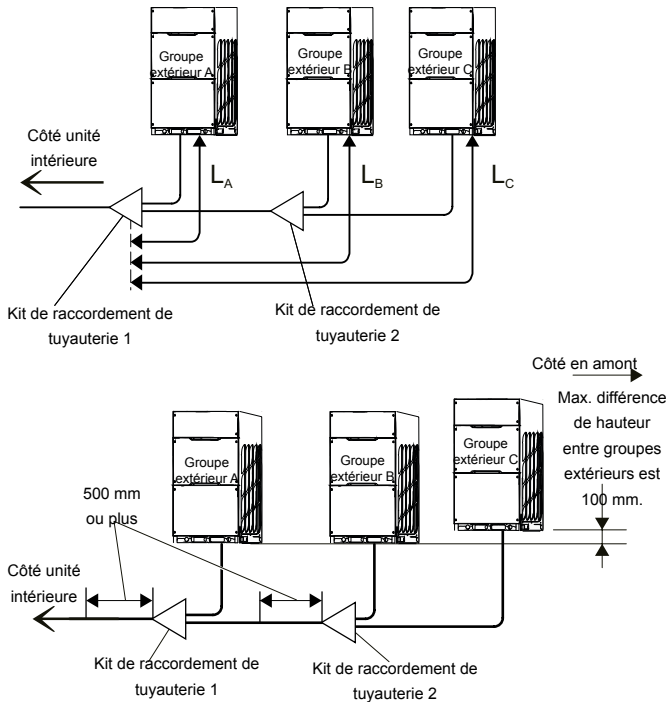 Groupe
extérieur A
Groupe
extérieur B
Groupe
extérieur C
Côté unité
intérieure
LA
LB
LC
Kit de raccordement de
tuyauterie 1
Kit de raccordement de
tuyauterie 2
Côté en amont
Max. différence
de hauteur
entre groupes
extérieurs est
100 mm.
Groupe
extérieur A
Groupe
extérieur B
Groupe
extérieur C
500 mm
ou plus
Côté unité
intérieure
Kit de raccordement de
tuyauterie 1
Kit de raccordement de
tuyauterie 2